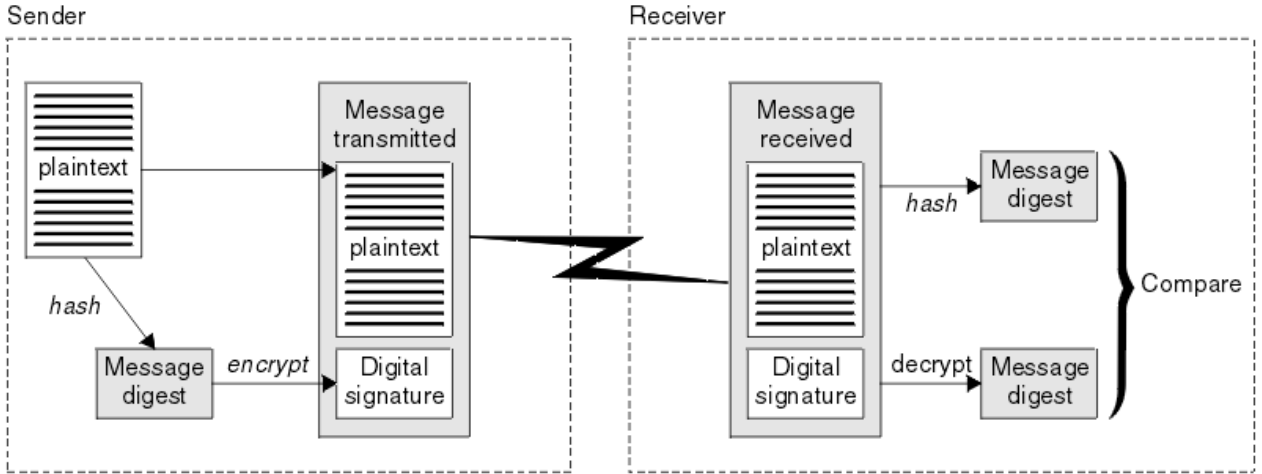 Sender
plaintext
hash
Message
digest
encrypt
Message
transmitted
plaintext
Digital
signature
Receiver
Message
received
plaintext
Digital
signature
hash
Message
digest
decrypt
Message
digest
Compare